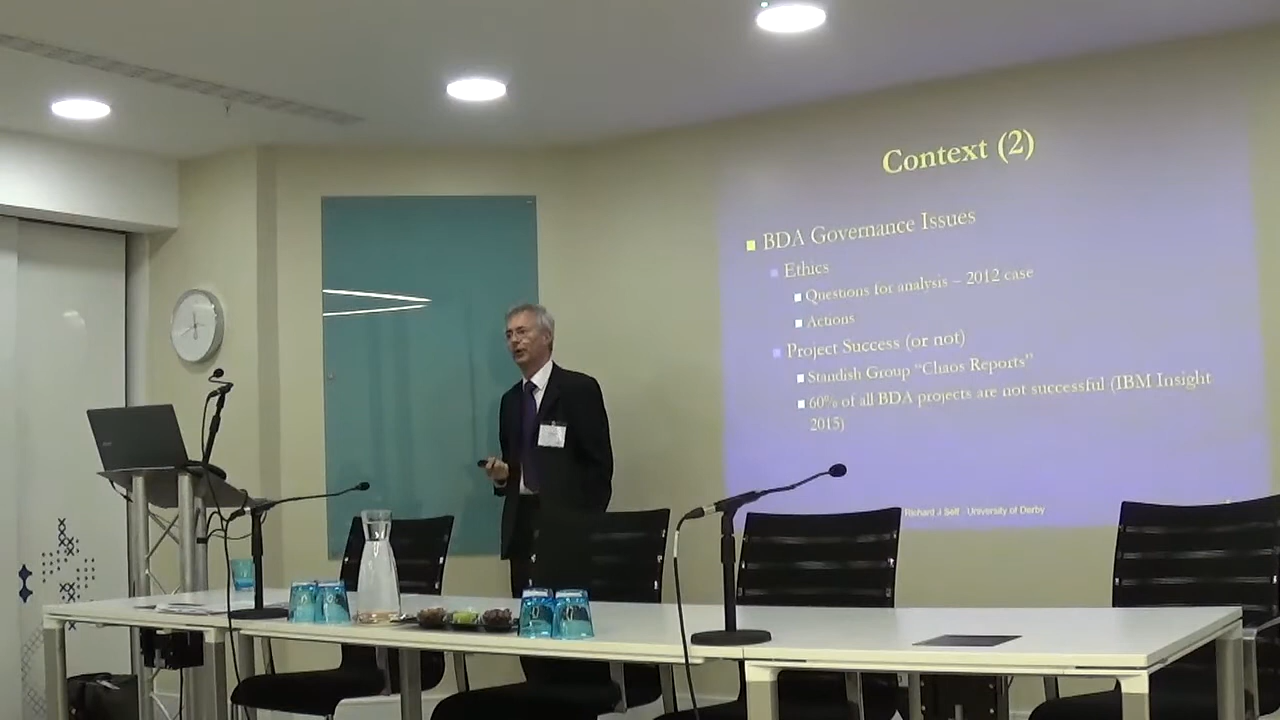 Context (2)
BDA Governance Issues
Ethics
Questions for analysis – 2012 case
Actions
Project Success (or not)
Standish Group “Chaos Reports”
60% of all BDA projects are not successful (IBM Insight
2015)
Richard J Self - University of Derby